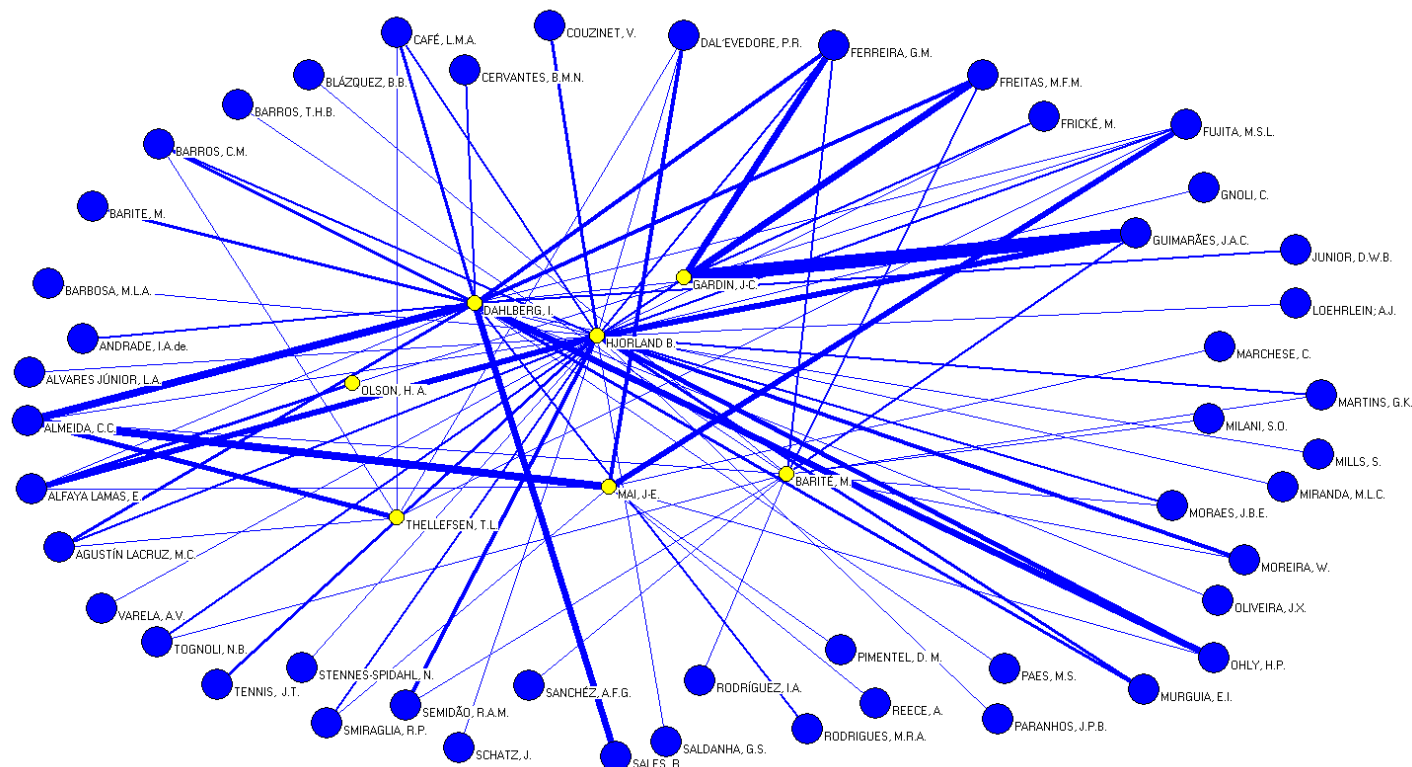 CAFÉ, L.M.A.
COUZINET, V.
DAL'EVEDORE, P.R.
FERREIRA, G.M.
BLÁZQUEZ, B.B.
CERVANTES, B.M.N.
FREITAS, M.F.M.
BARROS, T.H.B.
FRICKÉ, M.
FUJITA, M.S.L.
BARROS, C.M.
GNOLI, C.
BARITE, M.
GUIMARÃES, J.A.C.
JUNIOR, D.W.B.
BARBOSA, M.L.A.
GARDIN, J-C.
DAHLBERG, I.
LOEHRLEIN; A.J.
ANDRADE, I.A.de.
HJORLAND B.
MARCHESE, C.
ALVARES JÚNIOR, L.A.
OLSON, H. A.
MARTINS, G.K.
ALMEIDA, C.C.
MILANI, S.O.
MILLS, S.
ALFAYA LAMAS, E.
MAI, J-E.
BARITÉ, M.
MIRANDA, M.L.C.
THELLEFSEN, T.L.
MORAES, J.B.E.
AGUSTÍN LACRUZ, M.C.
MOREIRA, W.
VARELA, A.V.
OLIVEIRA, J.X.
TOGNOLI, N.B.
PIMENTEL, D. M.
OHLY, H.P.
STENNES-SPIDAHL, N.
PAES, M.S.
TENNIS, J.T.
SANCHÉZ, A.F.G.
RODRÍGUEZ, I.A.
MURGUIA, E.I.
SEMIDÃO, R.A.M.
REECE, A.
SMIRAGLIA, R.P.
PARANHOS, J.P.B.
SCHATZ, J.
SALDANHA, G.S.
RODRIGUES, M.R.A.
SALES, R.